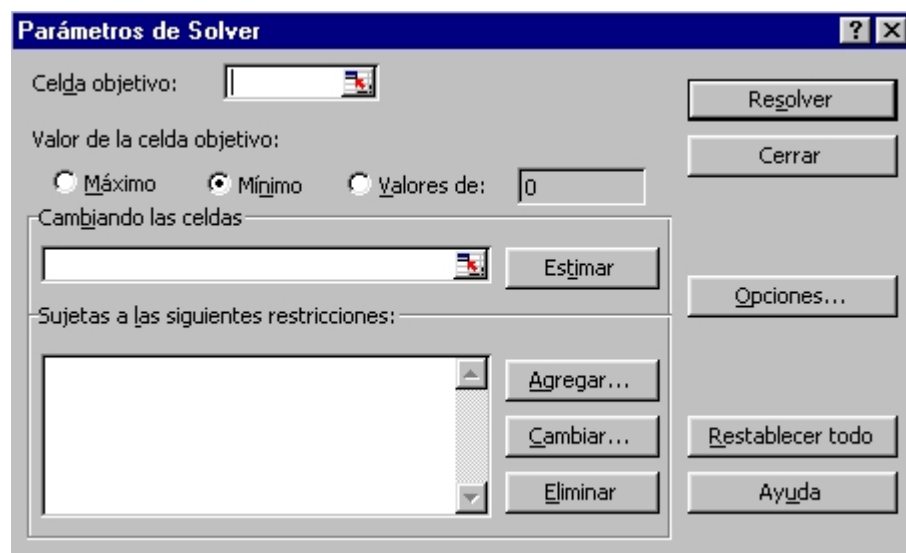 Parámetros de Solver
Celda objetivo:
Resolver
Valor de la celda objetivo:
Cerrar
Máximo Mínimo Valores de: 0
Cambiando las celdas
Estimar
Opciones...
Sujetas a las siguientes restricciones:
Agregar...
Cambiar... Restablecer todo
Eliminar Ayuda